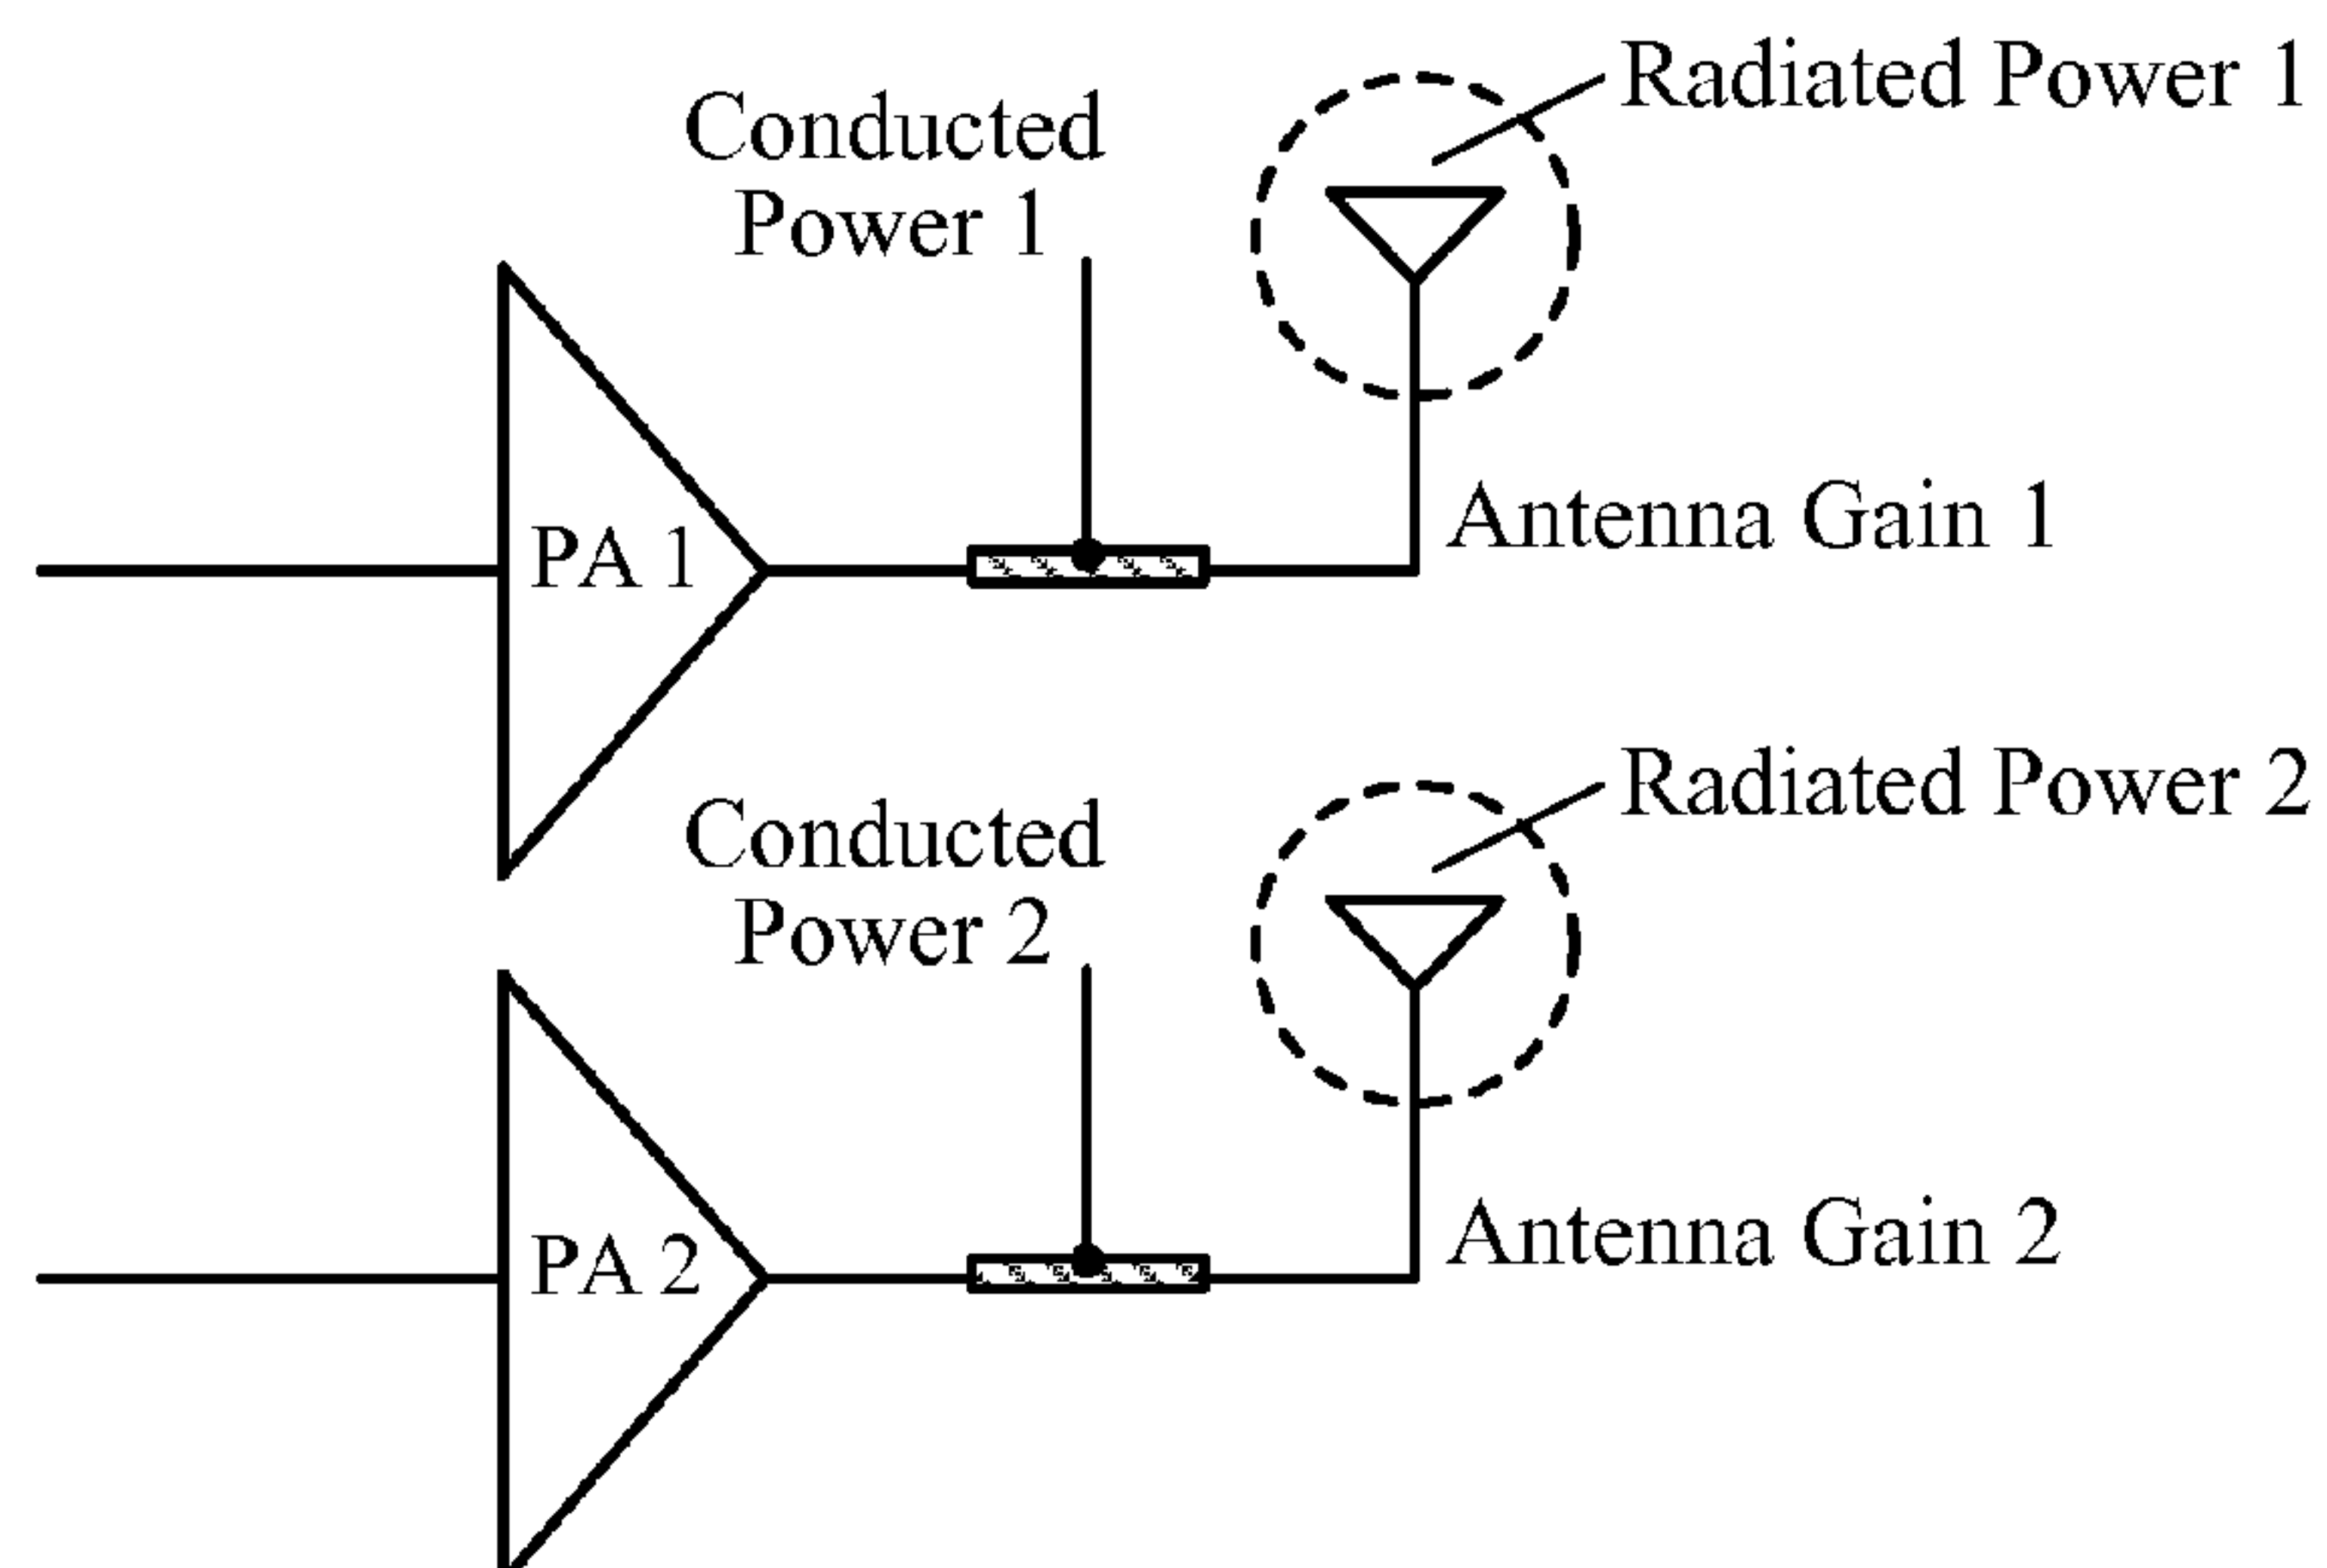 Radiated Power 1
Conducted
Power 1
Antenna Gain 1
PA 1
Radiated Power 2
Conducted
Power 2
Antenna Gain 2
PA 2